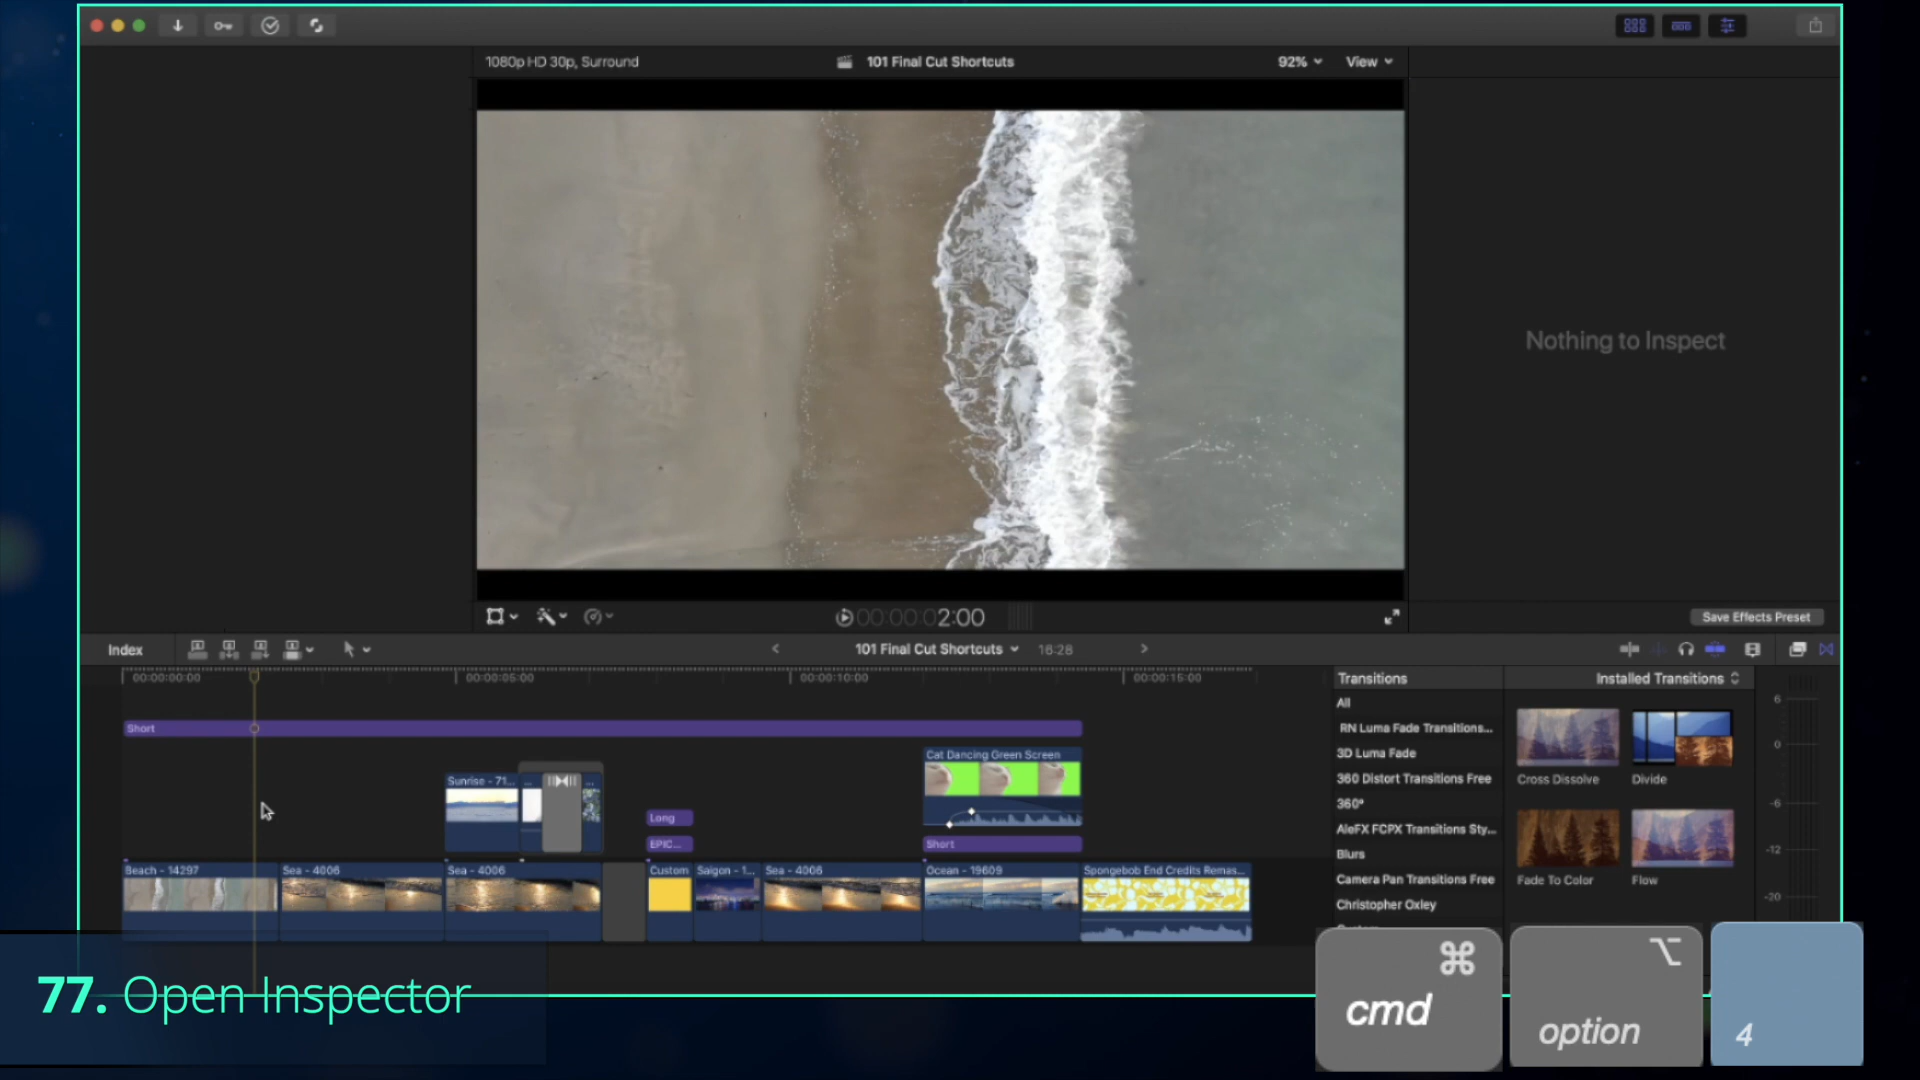 1080p HD 30p, Surround
101 Final Cut Shortcuts
92%
View
Nothing to Inspect
00:00:00:02:00
Save Effects Preset
Index
101 Final Cut Shortcuts
16:28
00:00:00:00
00:00:05:00
00:00:10:00
00:00:15:00
Short
Cat Dancing Green Screen
Sunrise - 71...
...
...
Long
EPIC...
Short
Beach - 14297
Sea - 4006
Sea - 4006
Custom
Saigon - 1...
Sea - 4006
Ocean - 19609
Spongebob End Credits Remas...
Transitions
Installed Transitions
All
RN Luma Fade Transitions...
3D Luma Fade
360 Distort Transitions Free
360°
AleFX FCPX Transitions Sty...
Blurs
Camera Pan Transitions Free
Christopher Oxley
Cross Dissolve
Divide
Fade To Color
Flow
6
0
-6
-12
-20
77. Open Inspector
⌘
cmd
⌥
option
4